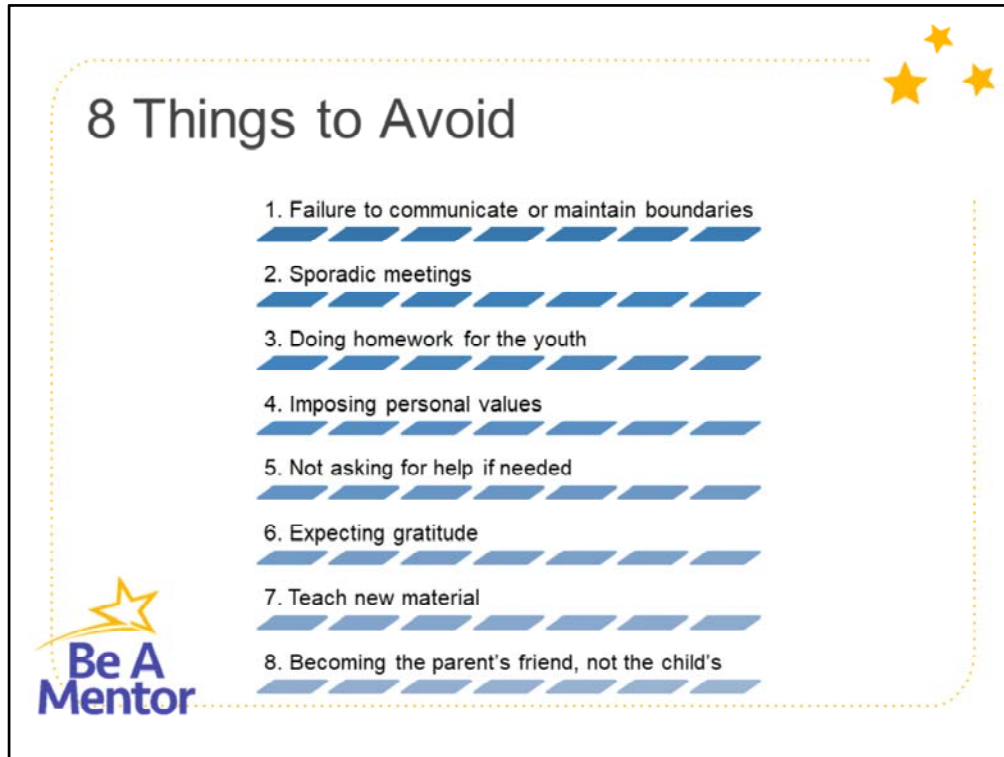 8 Things to Avoid
1. Failure to communicate or maintain boundaries
2. Sporadic meetings
3. Doing homework for the youth
4. Imposing personal values
5. Not asking for help if needed
6. Expecting gratitude
7. Teach new material
8. Becoming the parent's friend, not the child's
Be A
Mentor